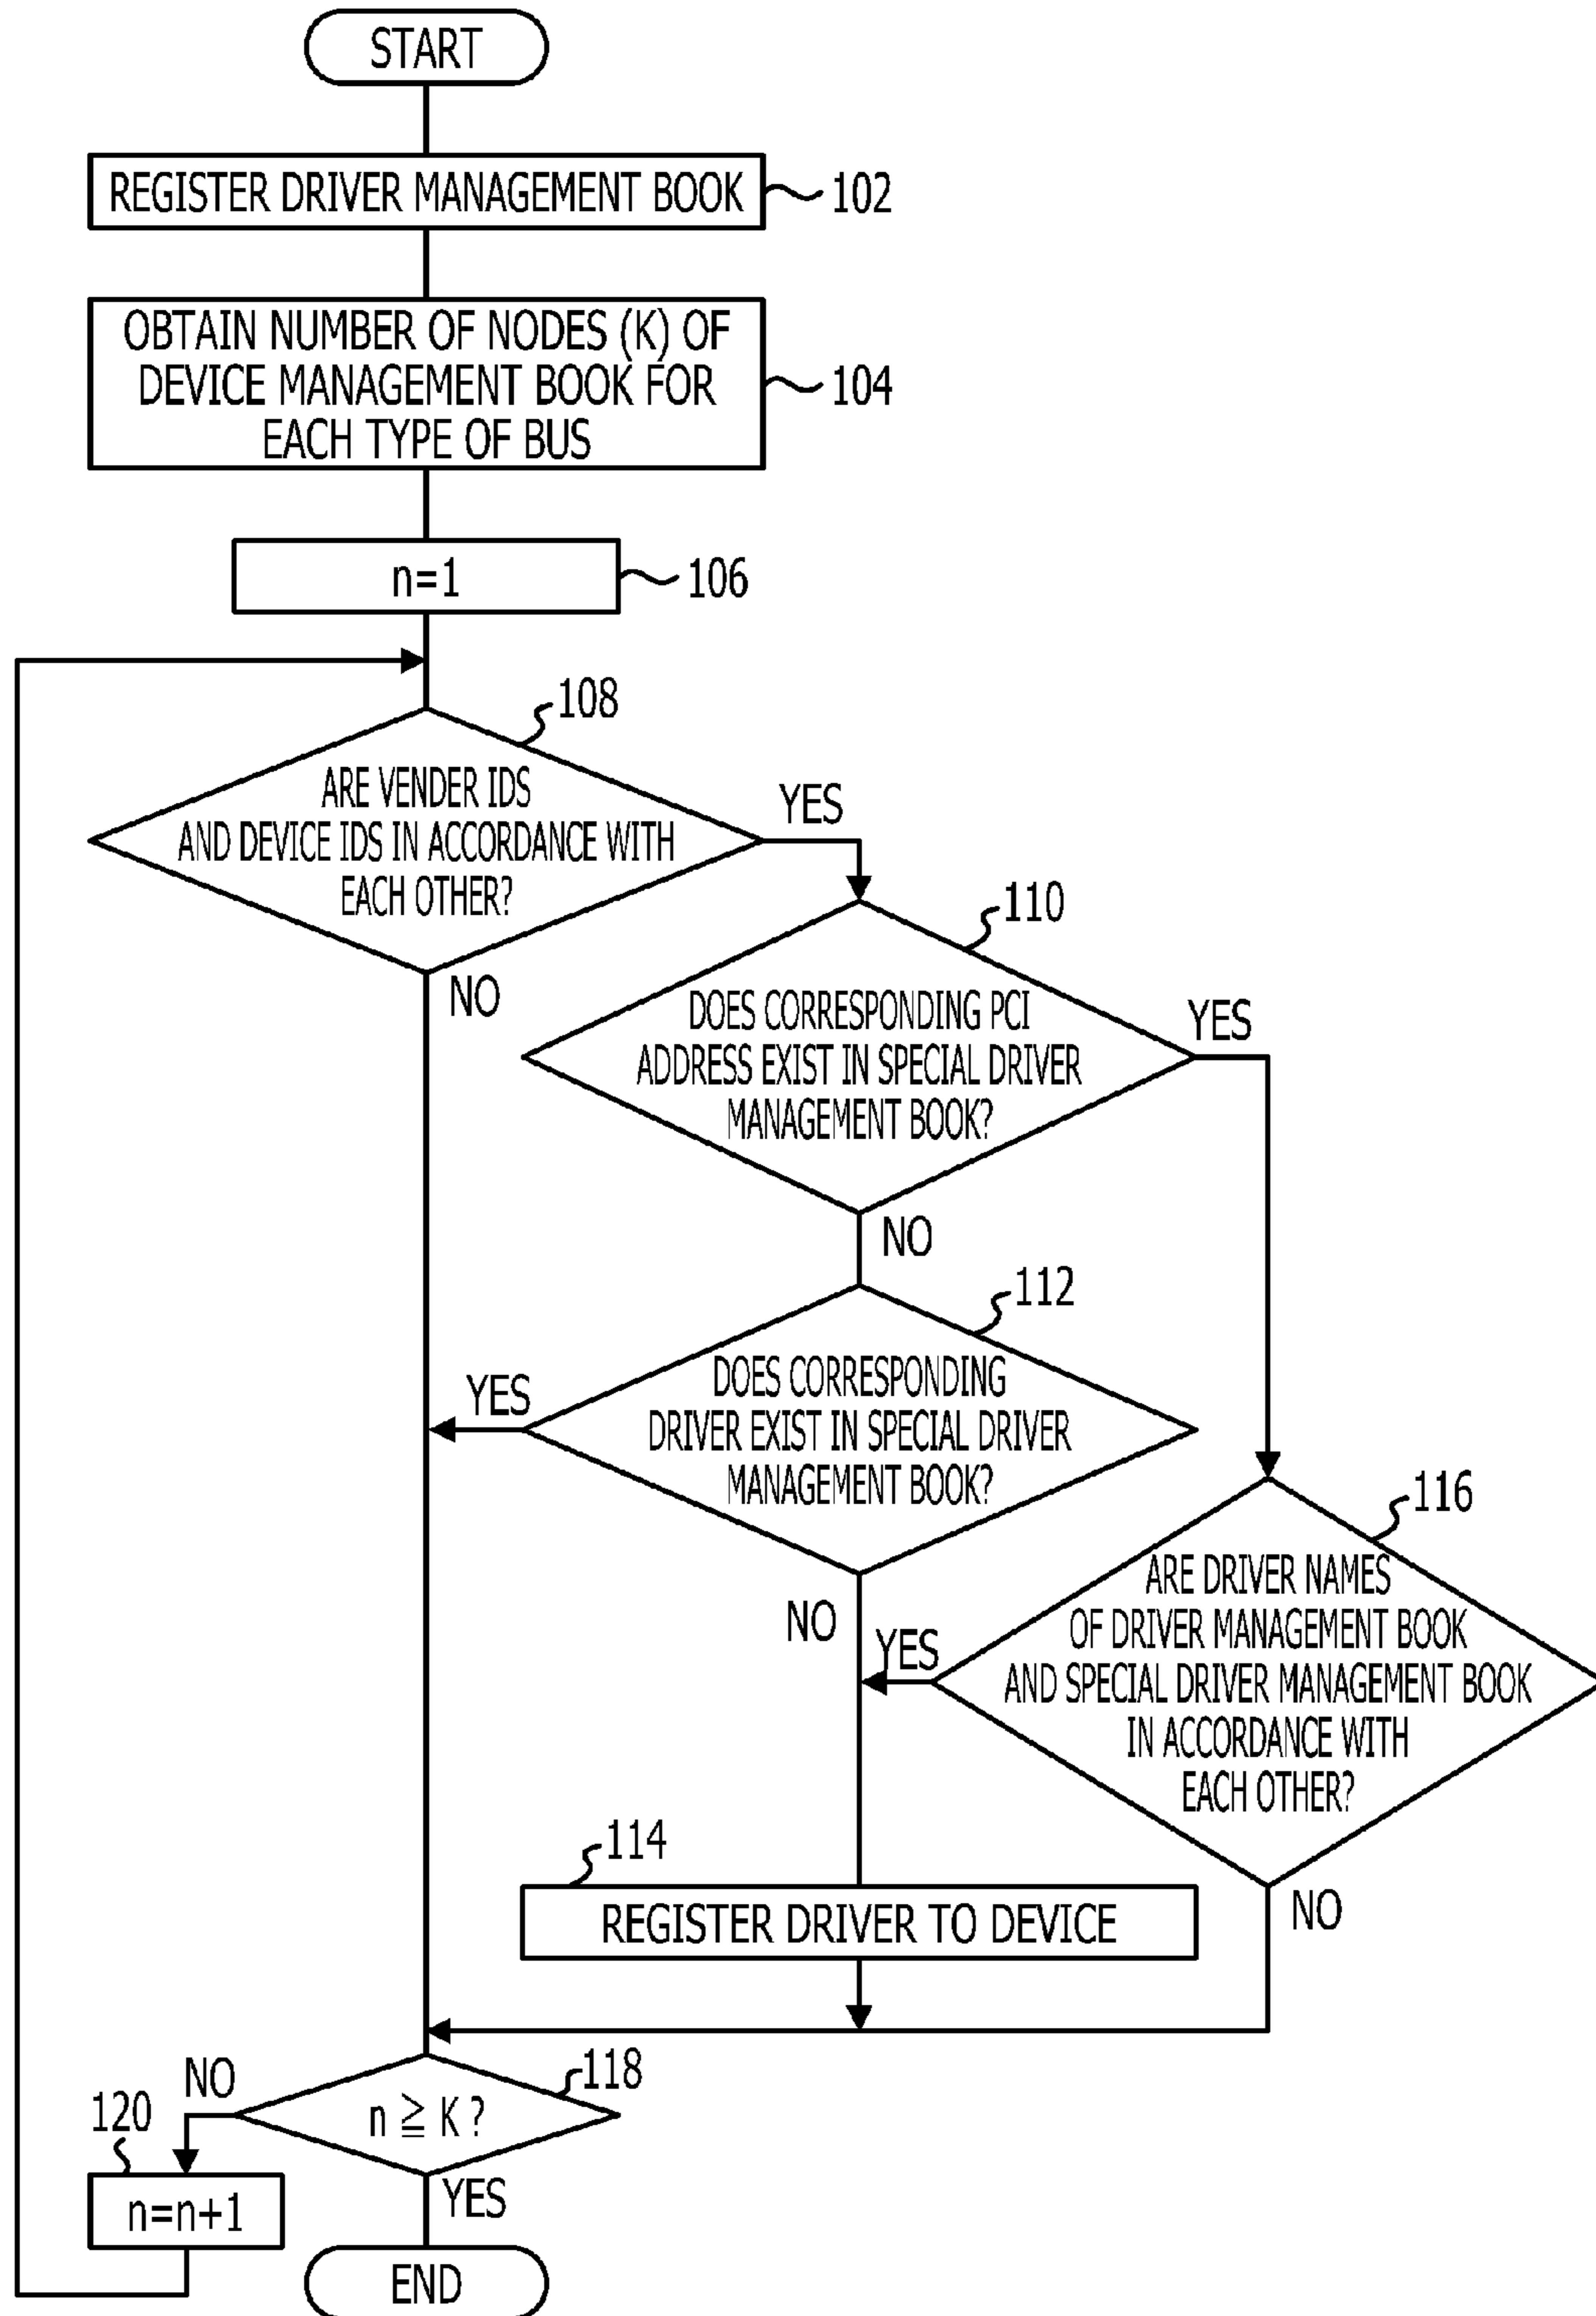 START
REGISTER DRIVER MANAGEMENT BOOK
102
OBTAIN NUMBER OF NODES (K) OF
DEVICE MANAGEMENT BOOK FOR
EACH TYPE OF BUS
104
n=1
106
108
ARE VENDER IDS
AND DEVICE IDS IN ACCORDANCE WITH
EACH OTHER?
YES
NO
110
DOES CORRESPONDING PCI
ADDRESS EXIST IN SPECIAL DRIVER
MANAGEMENT BOOK?
YES
NO
112
DOES CORRESPONDING
DRIVER EXIST IN SPECIAL DRIVER
MANAGEMENT BOOK?
YES
NO
116
ARE DRIVER NAMES
OF DRIVER MANAGEMENT BOOK
AND SPECIAL DRIVER MANAGEMENT BOOK
IN ACCORDANCE WITH
EACH OTHER?
YES
NO
114
REGISTER DRIVER TO DEVICE
118
n ≧ K ?
NO
YES
120
n=n+1
END